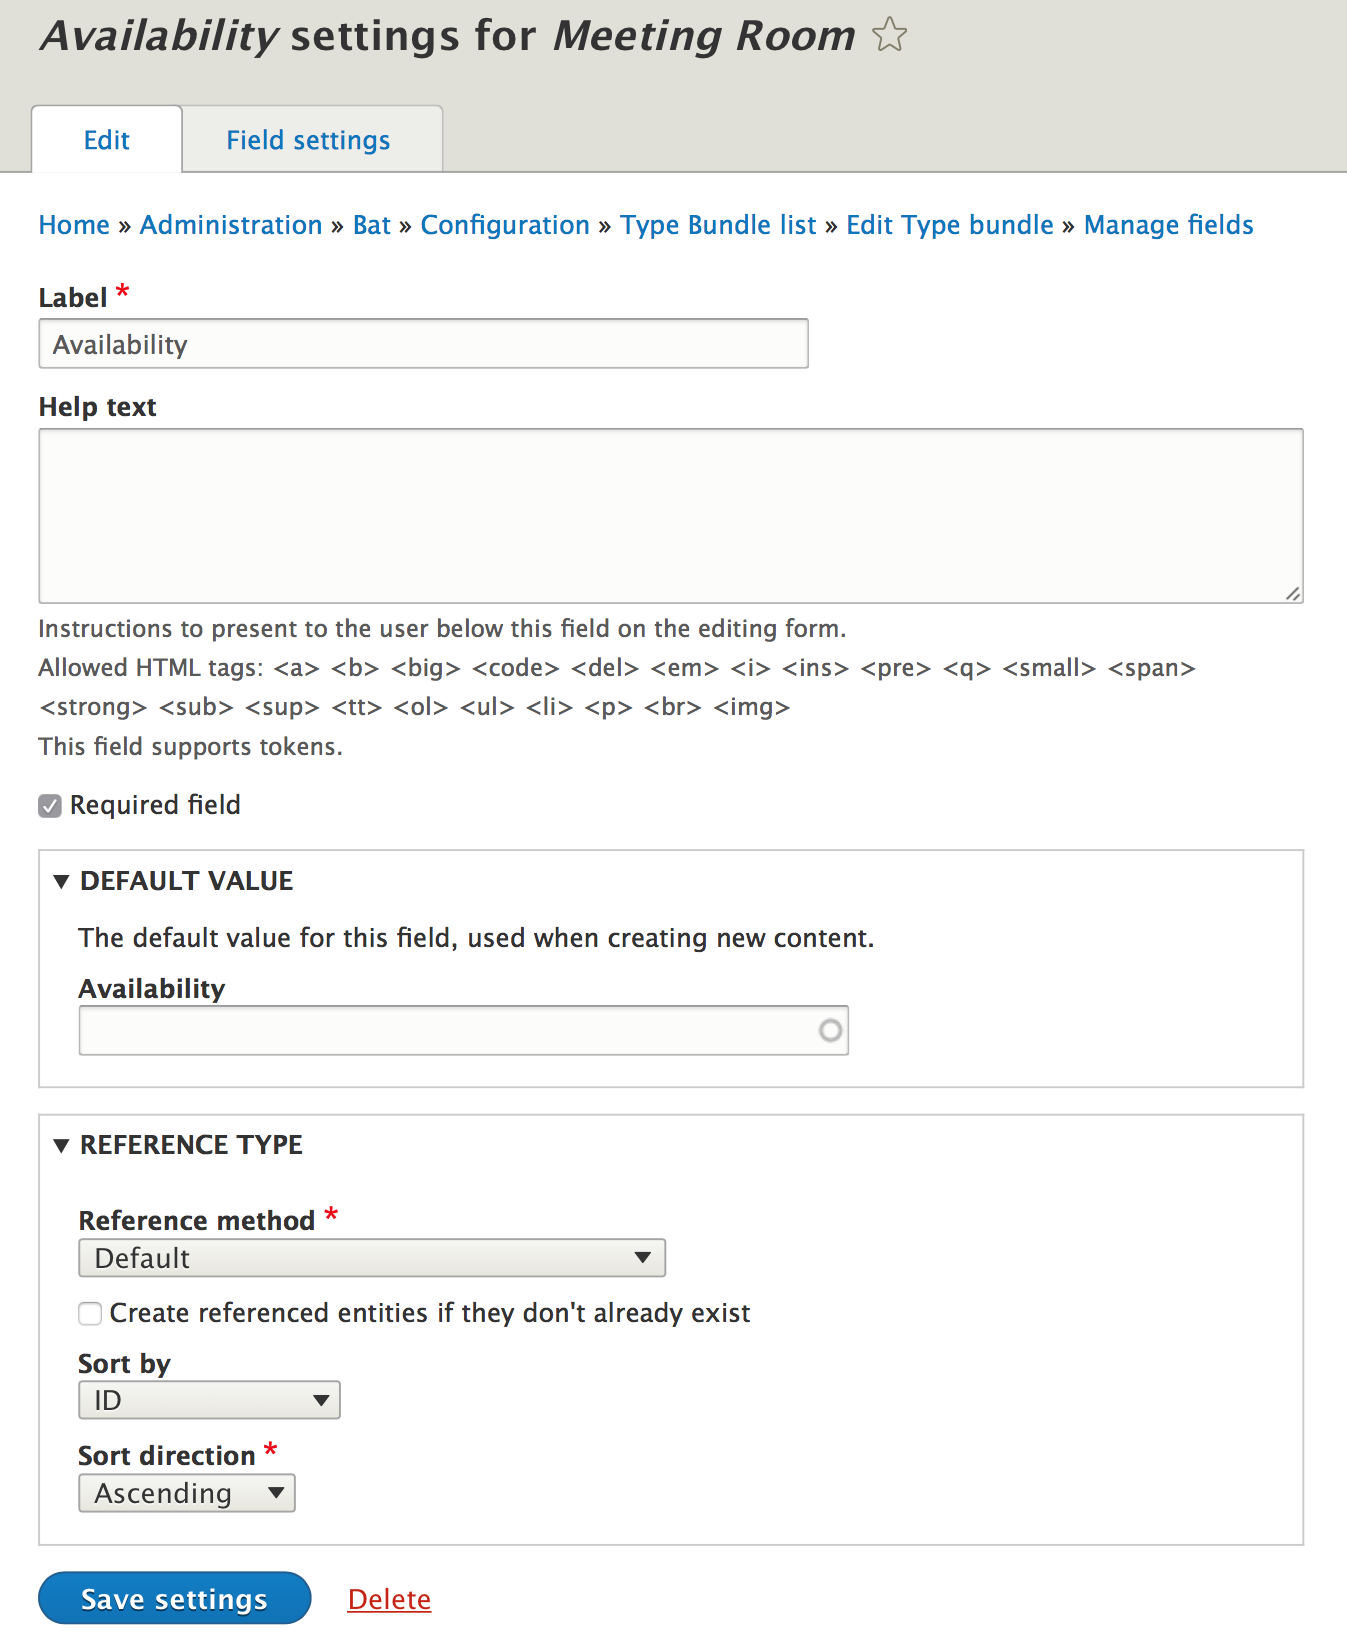 Availability settings for Meeting Room
Edit
Field settings
Home » Administration » Bat » Configuration » Type Bundle list » Edit Type bundle » Manage fields
Label *
Availability
Help text
Instructions to present to the user below this field on the editing form.
Allowed HTML tags: <a> <b> <big> <code> <del> <em> <i> <ins> <pre> <q> <small> <span>
<strong> <sub> <sup> <tt> <ol> <ul> <li> <p> <br> <img>
This field supports tokens.
Required field
DEFAULT VALUE
The default value for this field, used when creating new content.
Availability
REFERENCE TYPE
Reference method *
Default
Create referenced entities if they don't already exist
Sort by
ID
Sort direction *
Ascending
Save settings
Delete